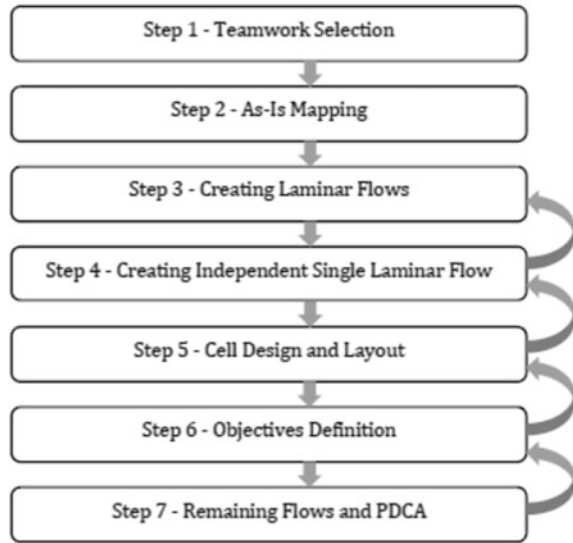 Step 1 - Teamwork Selection
Step 2 - As-Is Mapping
Step 3 - Creating Laminar Flows
Step 4 - Creating Independent Single Laminar Flow
Step 5 - Cell Design and Layout
Step 6 - Objectives Definition
Step 7 - Remaining Flows and PDCA